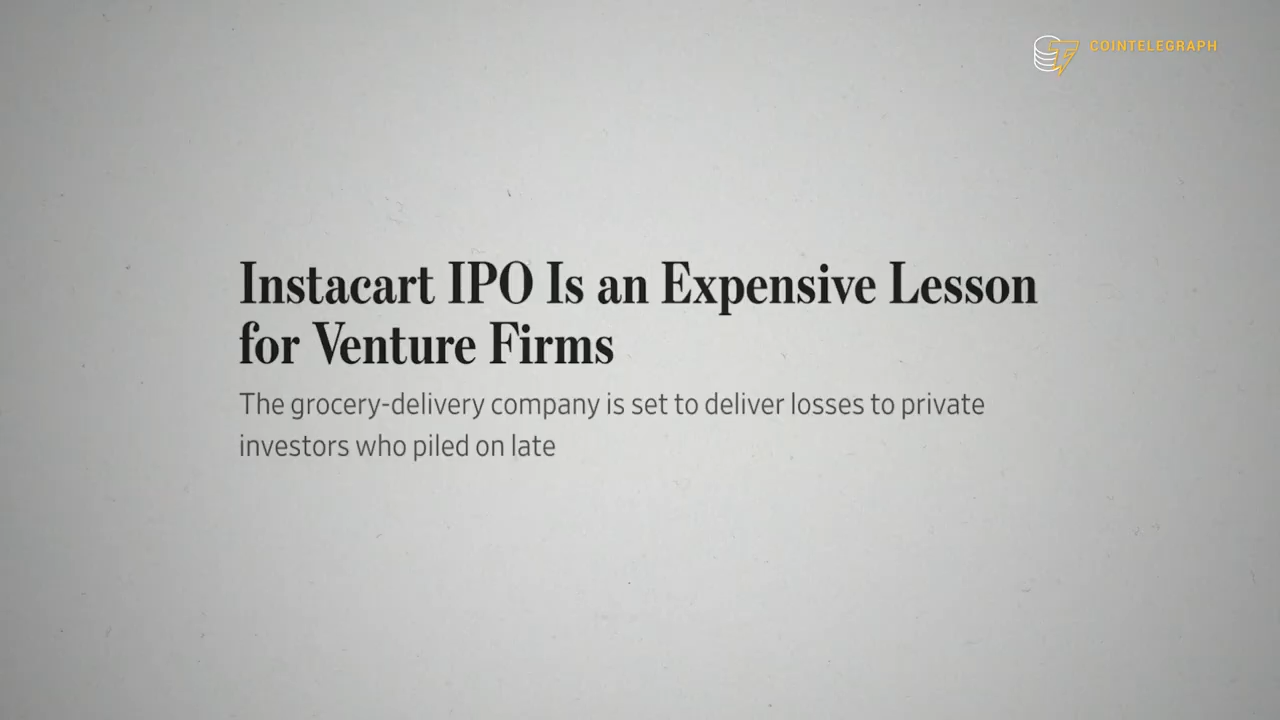 COINTELEGRAPH
Instacart IPO Is an Expensive Lesson
for Venture Firms
The grocery-delivery company is set to deliver losses to private
investors who piled on late